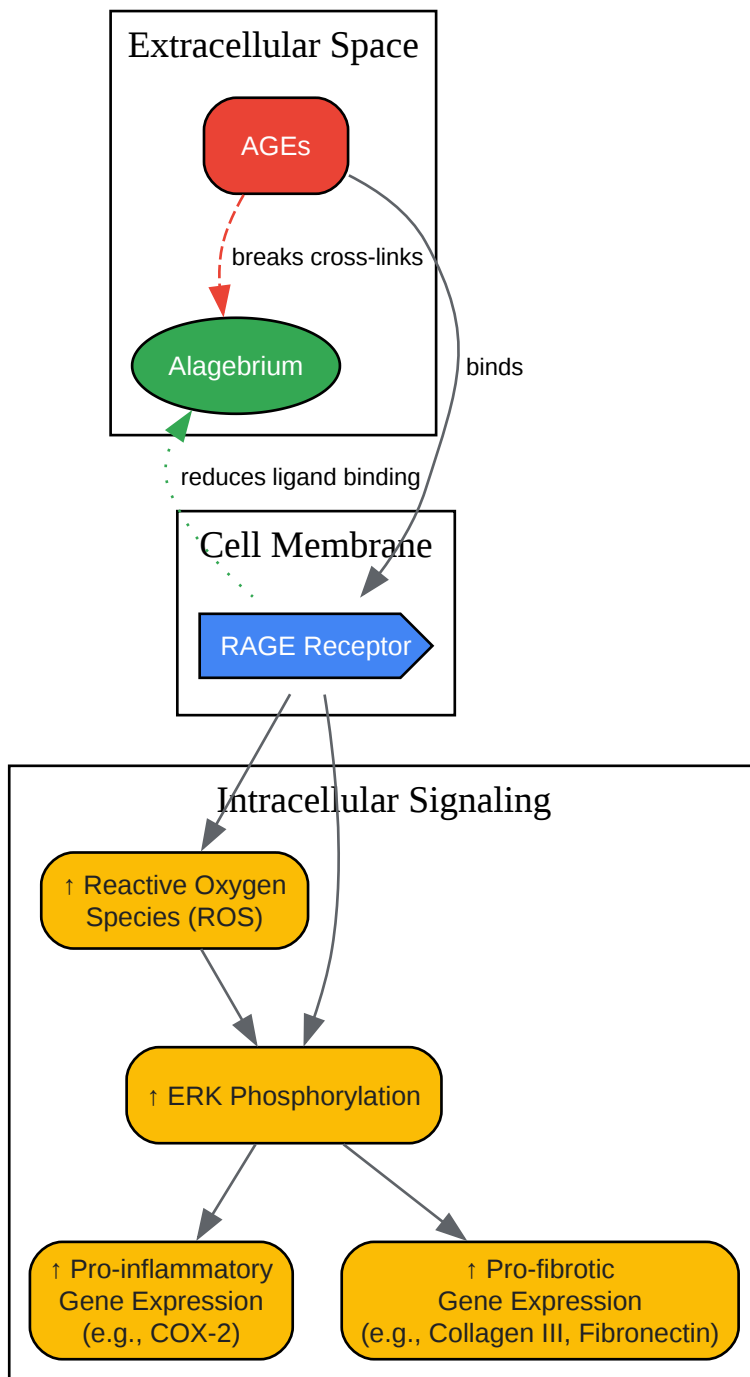 Extracellular Space
AGEs
breaks cross-links
Alagebrium
binds
reduces ligand binding
Cell Membrane
RAGE Receptor
Intracellular Signaling
↑ Reactive Oxygen
Species (ROS)
↑ ERK Phosphorylation
↑ Pro-inflammatory
Gene Expression
(e.g., COX-2)
↑ Pro-fibrotic
Gene Expression
(e.g., Collagen III, Fibronectin)